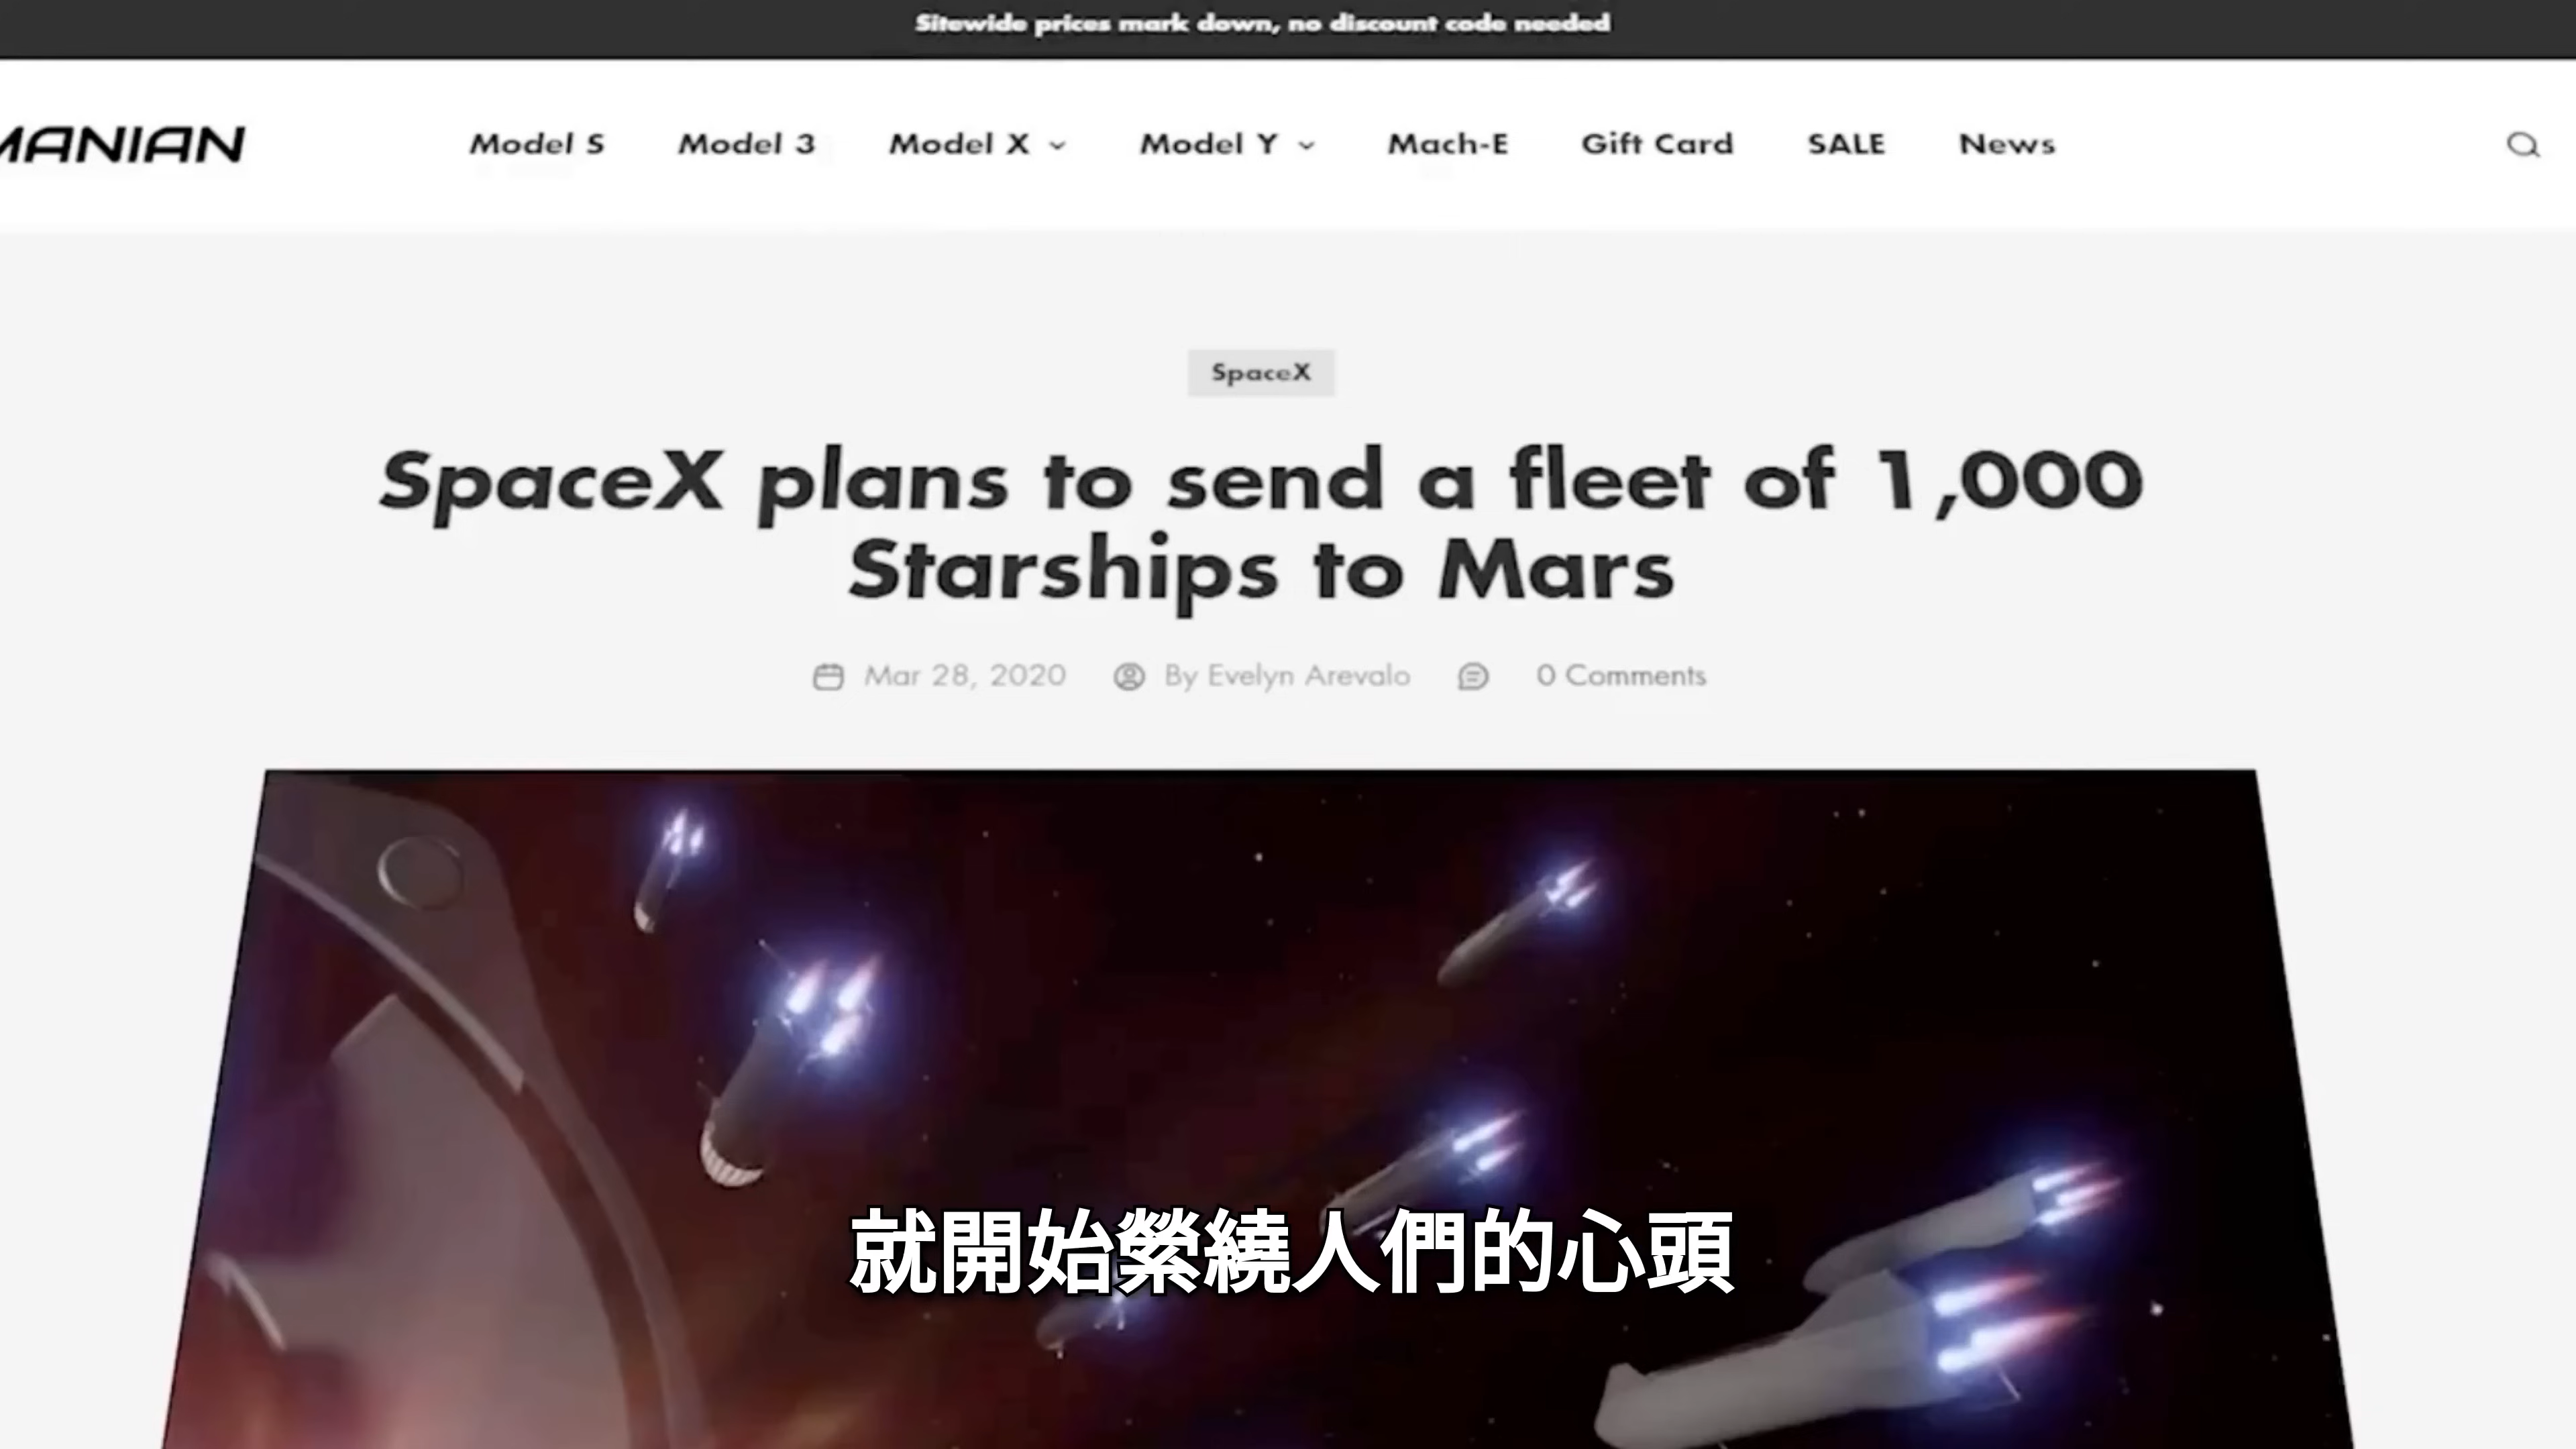 Sitewide prices mark down, no discount code needed
MANIAN Model S Model 3 Model X Model Y Mach-E Gift Card SALE News
SpaceX
SpaceX plans to send a fleet of 1,000
Starships to Mars
Mar 28, 2020 By Evelyn Arevalo 0 Comments
就開始縈繞人們的心頭